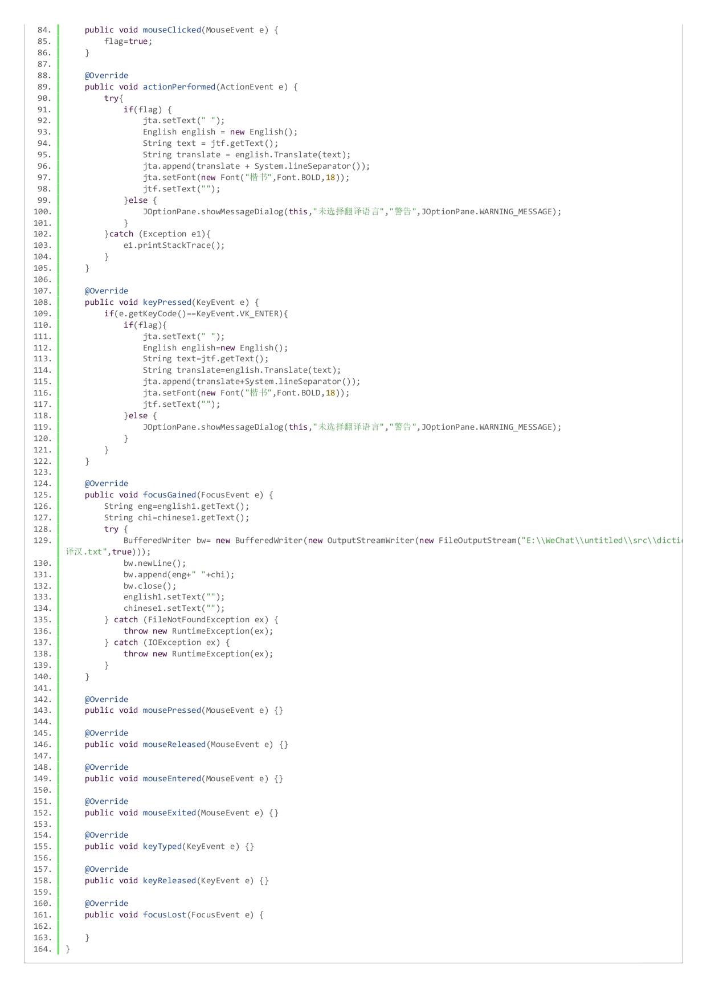 84.     public void mouseClicked(MouseEvent e) {
85.         flag=true;
86.     }
87.
88.     @Override
89.     public void actionPerformed(ActionEvent e) {
90.         try{
91.             if(flag) {
92.                 jta.setText(" ");
93.                 English english = new English();
94.                 String text = jtf.getText();
95.                 String translate = english.Translate(text);
96.                 jta.append(translate + System.lineSeparator());
97.                 jta.setFont(new Font("楷书",Font.BOLD,18));
98.                 jtf.setText("");
99.             }else {
100.                 JOptionPane.showMessageDialog(this,"未选择翻译语言","警告",JOptionPane.WARNING_MESSAGE);
101.             }
102.         }catch (Exception e1){
103.             e1.printStackTrace();
104.         }
105.     }
106.
107.     @Override
108.     public void keyPressed(KeyEvent e) {
109.         if(e.getKeyCode()==KeyEvent.VK_ENTER){
110.             if(flag){
111.                 jta.setText(" ");
112.                 English english=new English();
113.                 String text=jtf.getText();
114.                 String translate=english.Translate(text);
115.                 jta.append(translate+System.lineSeparator());
116.                 jta.setFont(new Font("楷书",Font.BOLD,18));
117.                 jtf.setText("");
118.             }else {
119.                 JOptionPane.showMessageDialog(this,"未选择翻译语言","警告",JOptionPane.WARNING_MESSAGE);
120.             }
121.         }
122.     }
123.
124.     @Override
125.     public void focusGained(FocusEvent e) {
126.         String eng=english1.getText();
127.         String chi=chinese1.getText();
128.         try {
129.             BufferedWriter bw= new BufferedWriter(new OutputStreamWriter(new FileOutputStream("E:\\WeChat\\untitled\\src\\dictic
译汉.txt",true)));
130.             bw.newLine();
131.             bw.append(eng+" "+chi);
132.             bw.close();
133.             english1.setText("");
134.             chinese1.setText("");
135.         } catch (FileNotFoundException ex) {
136.             throw new RuntimeException(ex);
137.         } catch (IOException ex) {
138.             throw new RuntimeException(ex);
139.         }
140.     }
141.
142.     @Override
143.     public void mousePressed(MouseEvent e) {}
144.
145.     @Override
146.     public void mouseReleased(MouseEvent e) {}
147.
148.     @Override
149.     public void mouseEntered(MouseEvent e) {}
150.
151.     @Override
152.     public void mouseExited(MouseEvent e) {}
153.
154.     @Override
155.     public void keyTyped(KeyEvent e) {}
156.
157.     @Override
158.     public void keyReleased(KeyEvent e) {}
159.
160.     @Override
161.     public void focusLost(FocusEvent e) {
162.
163.     }
164. }